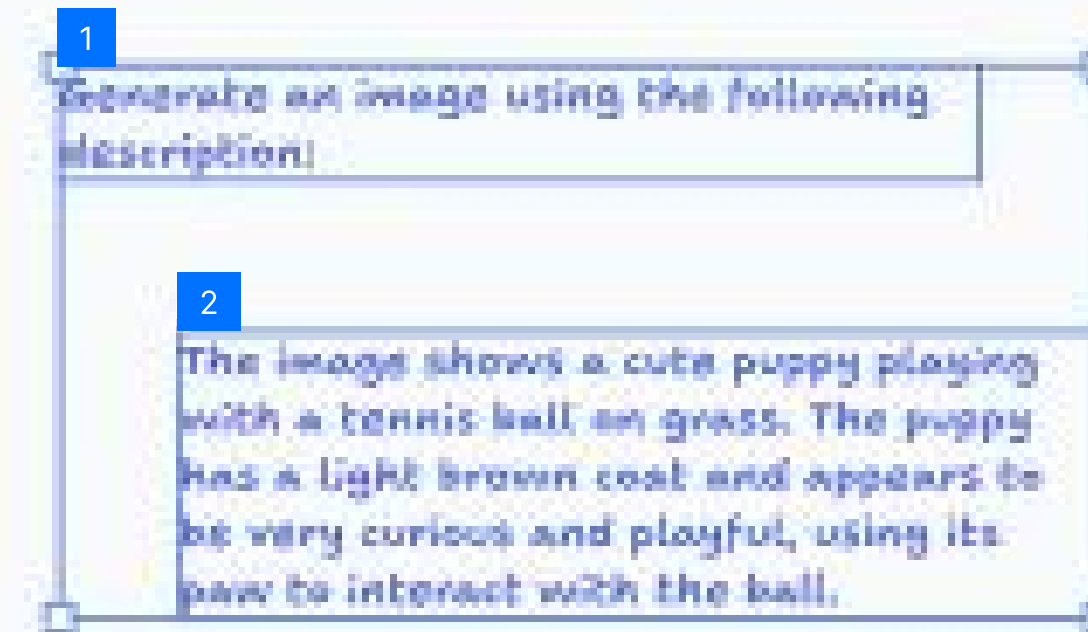 1
Generate an image using the following
description:
2
The image shows a cute puppy playing
with a tennis ball on grass. The puppy
has a light brown coat and appears to
be very curious and playful, using its
paw to interact with the ball.